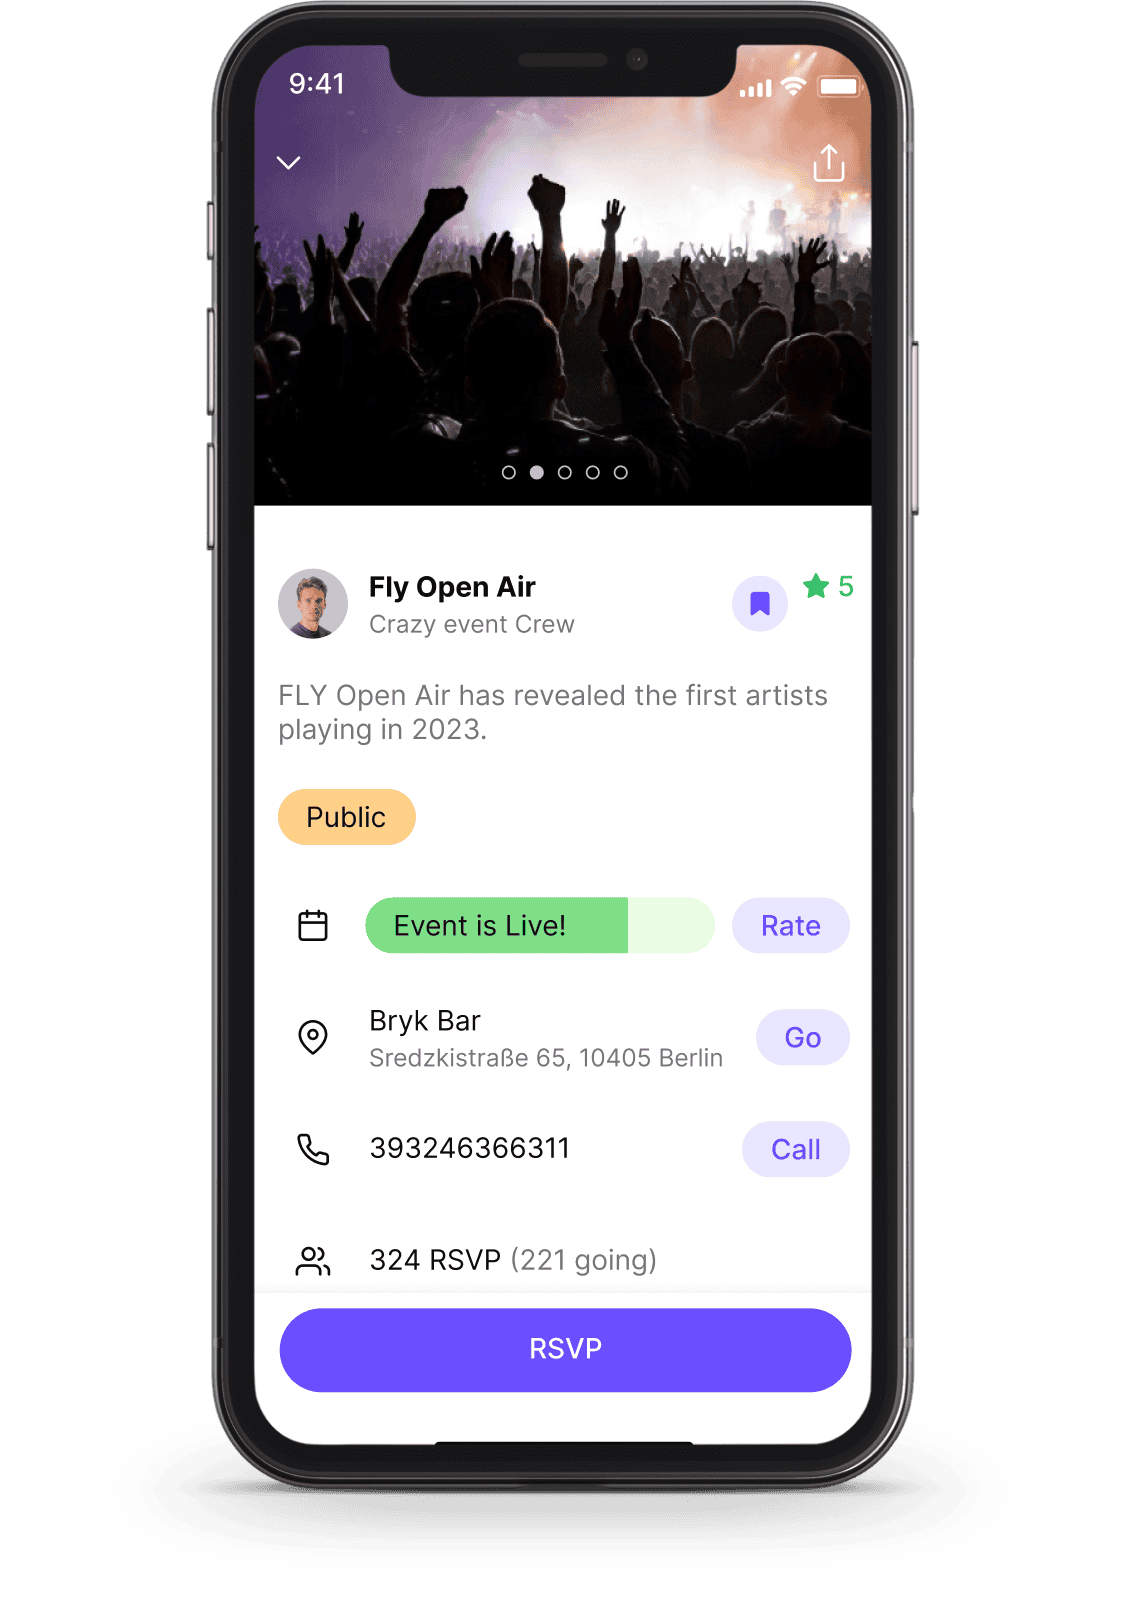 9:41
Fly Open Air
5
Crazy event Crew
FLY Open Air has revealed the first artists
playing in 2023.
Public
Event is Live!
Rate
Bryk Bar
Sredzkistraße 65, 10405 Berlin
Go
393246366311
Call
324 RSVP (221 going)
RSVP